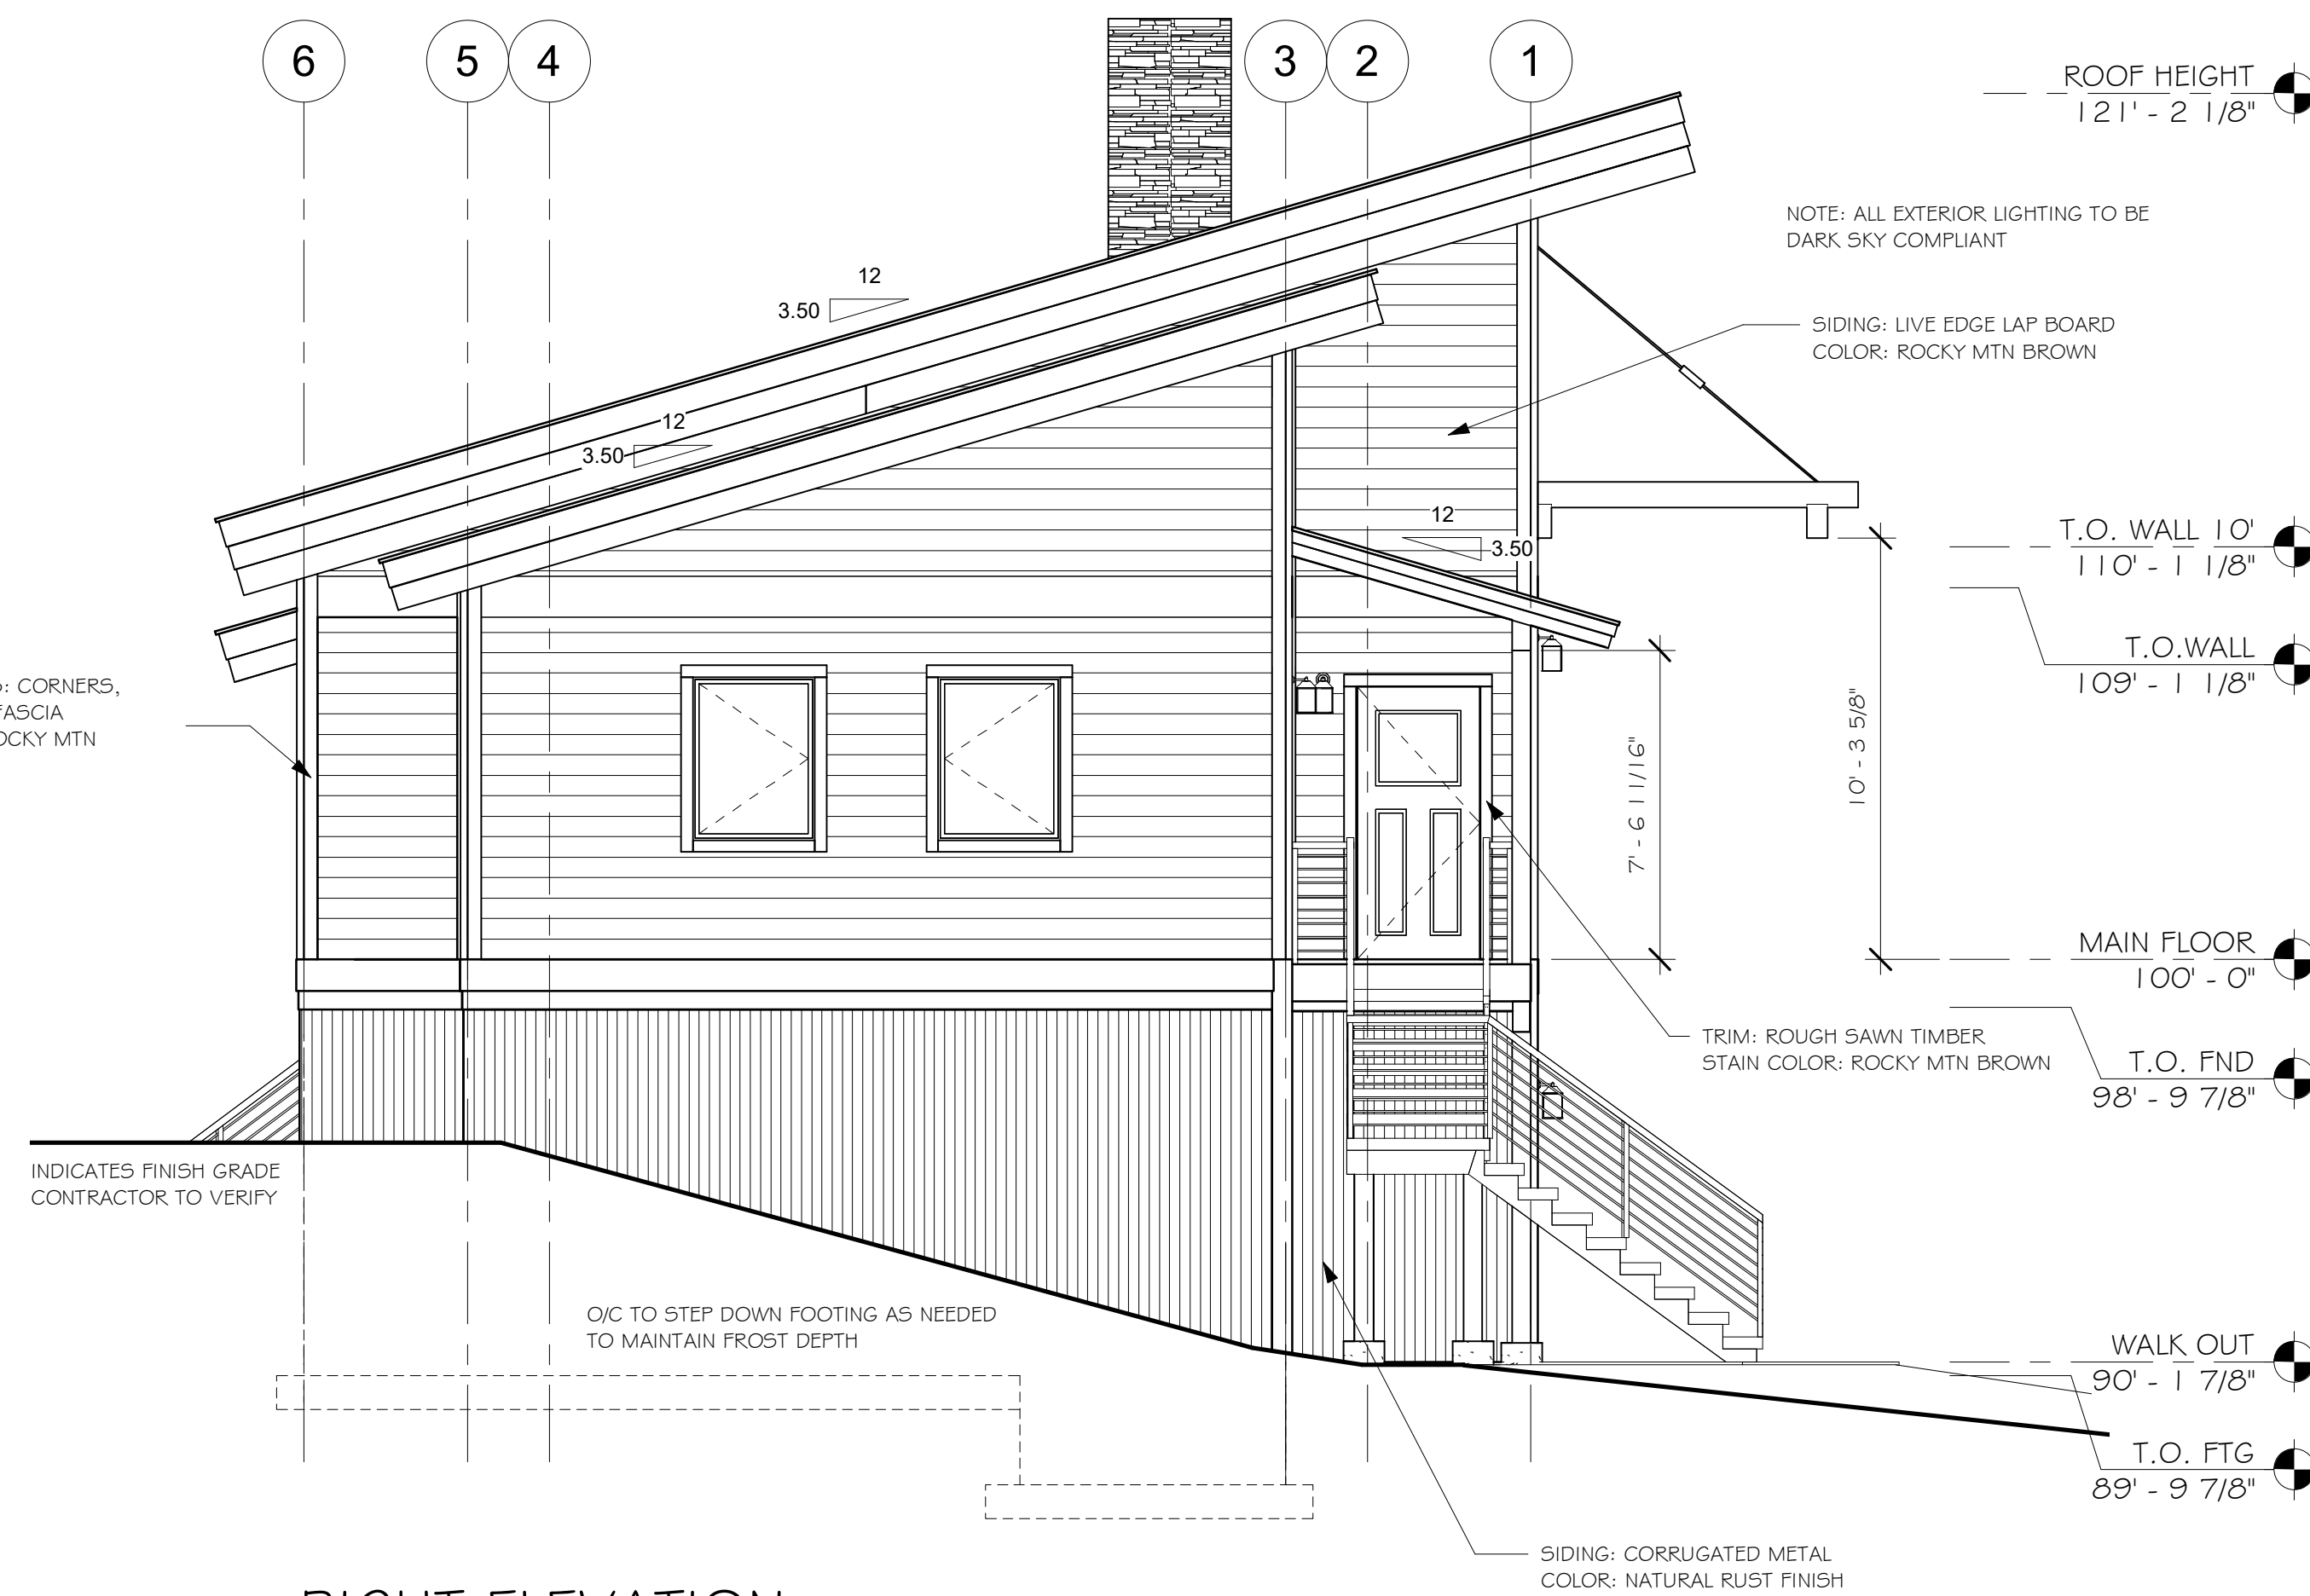 6
5
4
3
2
1
ROOF HEIGHT
121' - 2 1/8"
NOTE: ALL EXTERIOR LIGHTING TO BE
DARK SKY COMPLIANT
12
3.50
SIDING: LIVE EDGE LAP BOARD
COLOR: ROCKY MTN BROWN
12
3.50
12
3.50
T.O. WALL 10'
110' - 1 1/8"
T.O.WALL
109' - 1 1/8"
: CORNERS,
FASCIA
OCKY MTN
7' - 6 11/16"
10' - 3 5/8"
MAIN FLOOR
100' - 0"
TRIM: ROUGH SAWN TIMBER
STAIN COLOR: ROCKY MTN BROWN
T.O. FND
98' - 9 7/8"
INDICATES FINISH GRADE
CONTRACTOR TO VERIFY
O/C TO STEP DOWN FOOTING AS NEEDED
TO MAINTAIN FROST DEPTH
WALK OUT
90' - 1 7/8"
T.O. FTG
89' - 9 7/8"
SIDING: CORRUGATED METAL
COLOR: NATURAL RUST FINISH
RIGHT ELEVATION